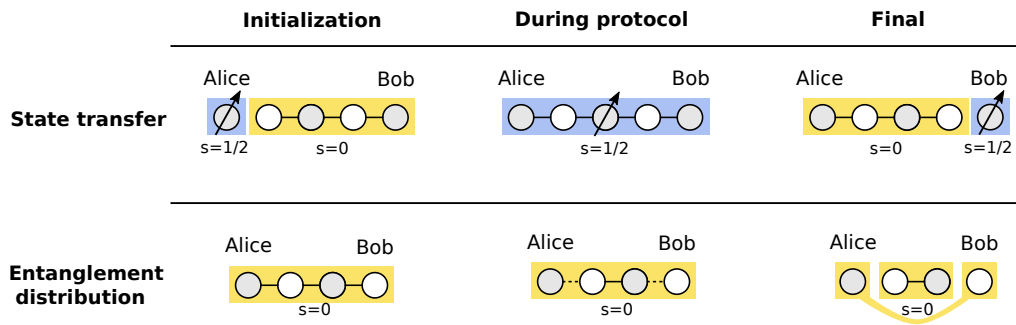 Initialization During protocol Final
Alice Bob Alice Bob Alice Bob
State transfer
s=1/2 s=0 s=1/2 s=0 s=1/2
Alice Bob Alice Bob Alice Bob
Entanglement
distribution
s=0 s=0 s=0